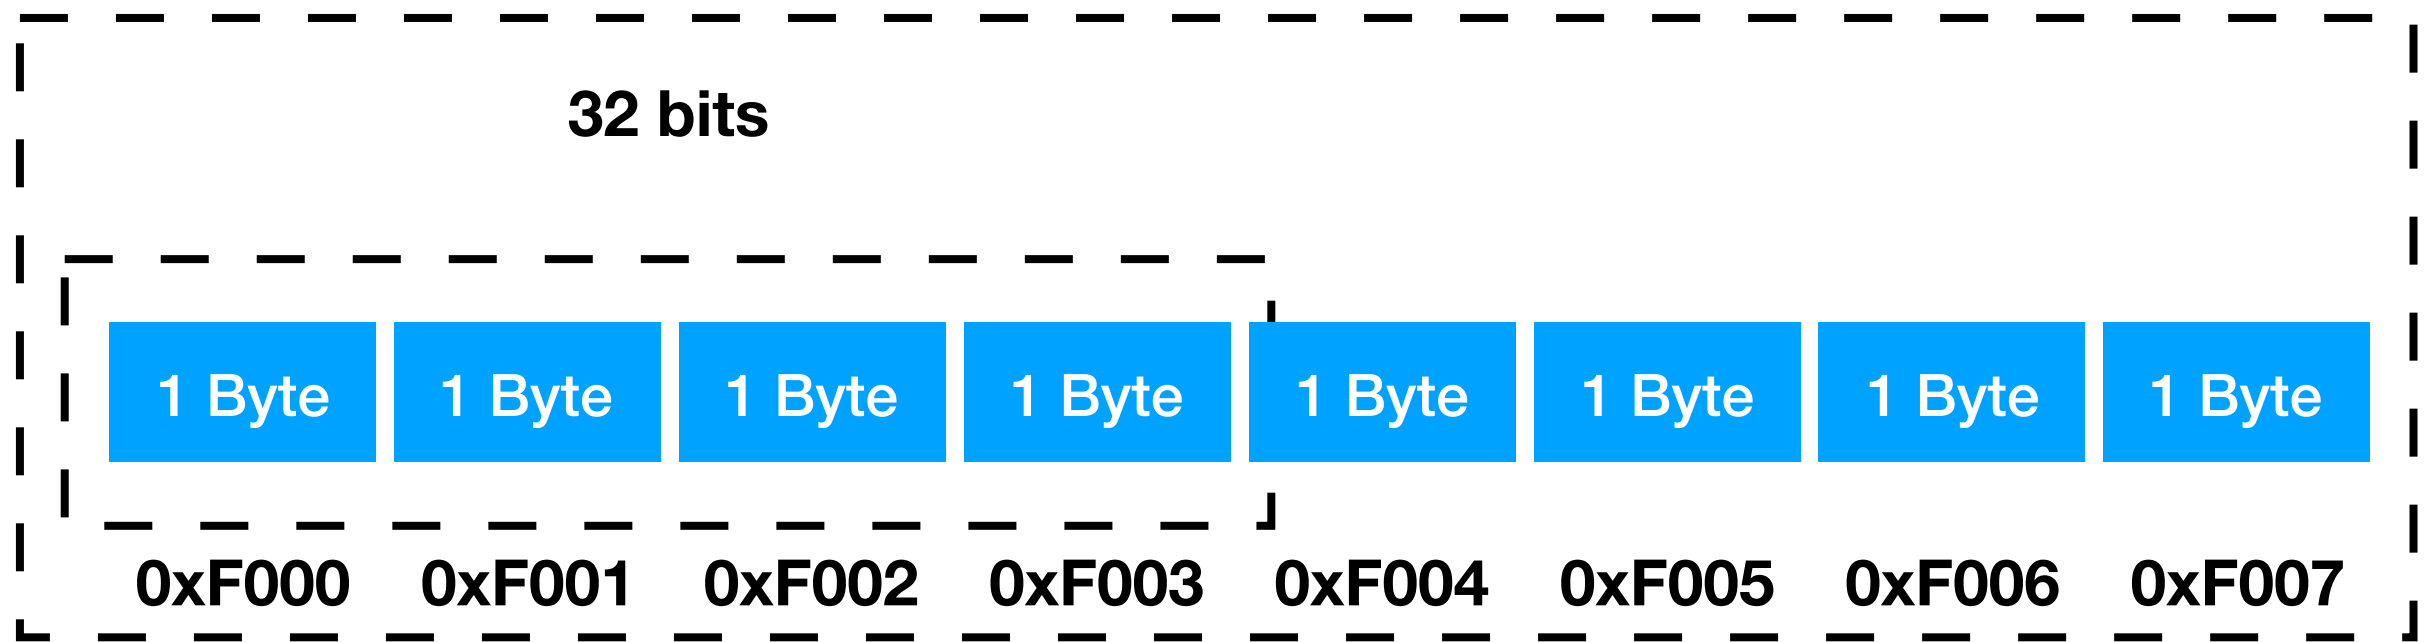 32 bits
1 Byte 1 Byte 1 Byte 1 Byte 1 Byte 1 Byte 1 Byte 1 Byte
0xF000 0xF001 0xF002 0xF003 0xF004 0xF005 0xF006 0xF007